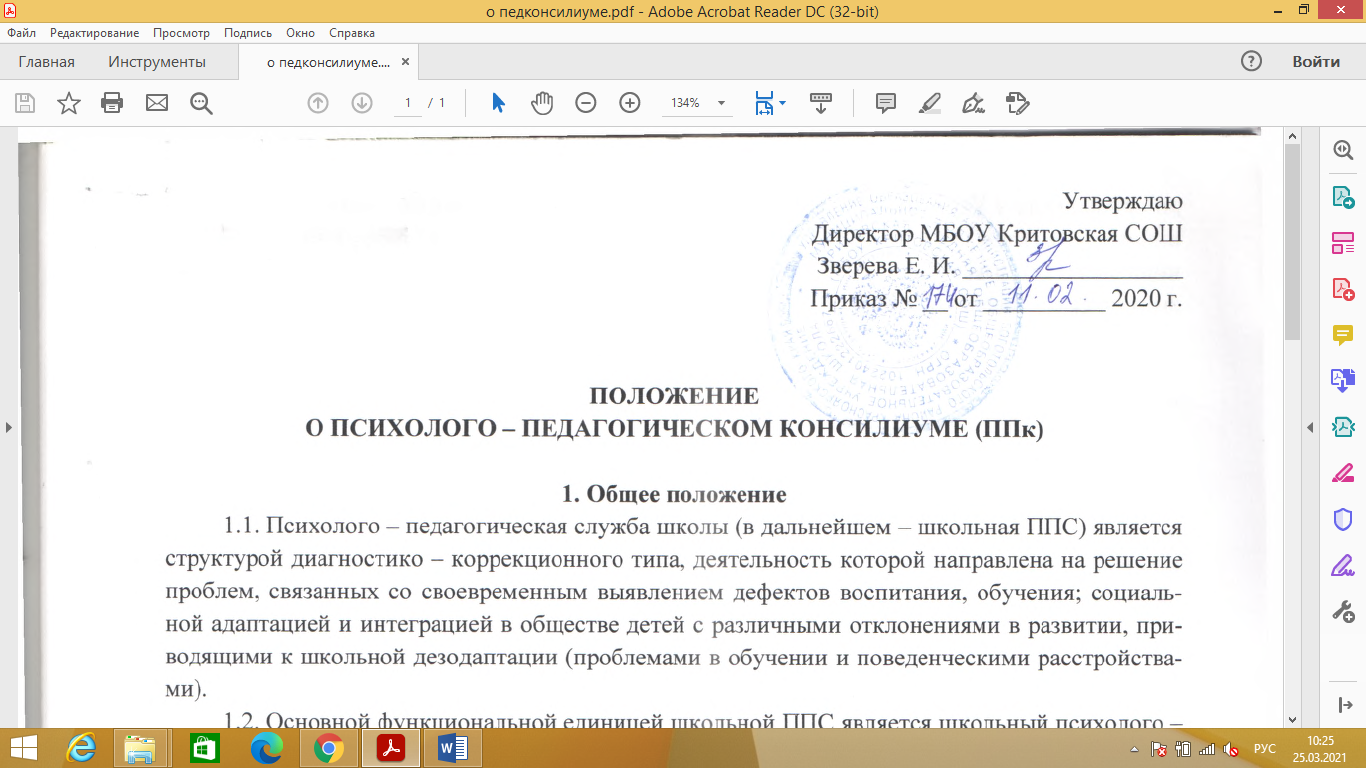 о педконсилиуме.pdf - Adobe Acrobat Reader DC (32-bit)
Файл Редактирование Просмотр Подпись Окно Справка
Главная Инструменты о педконсилиуме.... × Войти
1 / 1 134%
Утверждаю
Директор МБОУ Критовская СОШ
Зверева Е. И.
Приказ № 174 от 11.02. 2020 г.
ПОЛОЖЕНИЕ
О ПСИХОЛОГО – ПЕДАГОГИЧЕСКОМ КОНСИЛИУМЕ (ППк)
1. Общее положение
1.1. Психолого – педагогическая служба школы (в дальнейшем – школьная ППС) является
структурой диагностико – коррекционного типа, деятельность которой направлена на решение
проблем, связанных со своевременным выявлением дефектов воспитания, обучения; социаль-
ной адаптацией и интеграцией в обществе детей с различными отклонениями в развитии, при-
водящими к школьной дезодаптации (проблемами в обучении и поведенческими расстройства-
ми).
1.2. Основной функциональной единицей школьной ППС является школьный психолого –
РУС
10:25
25.03.2021